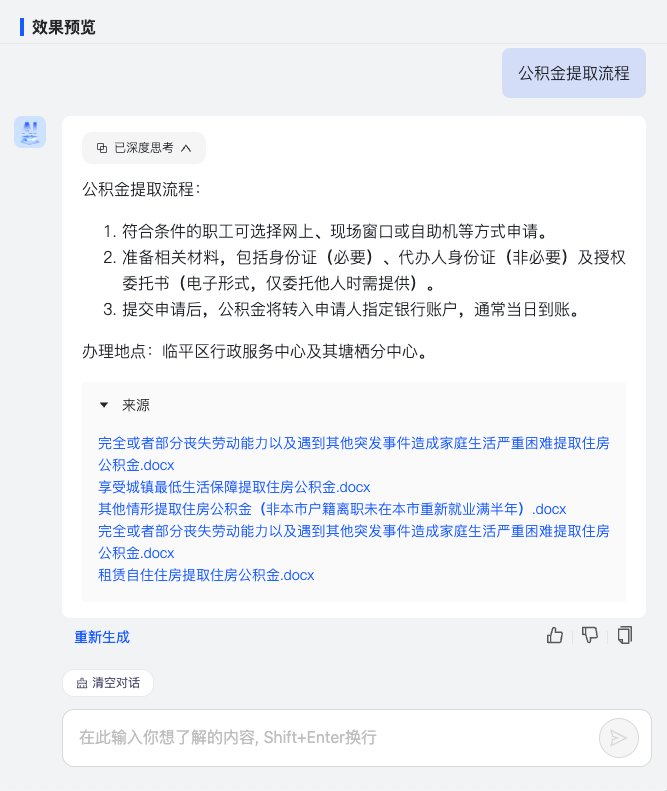 效果预览
公积金提取流程
已深度思考
公积金提取流程：
1. 符合条件的职工可选择网上、现场窗口或自助机等方式申请。
2. 准备相关材料，包括身份证（必要）、代办人身份证（非必要）及授权
委托书（电子形式，仅委托他人时需提供）。
3. 提交申请后，公积金将转入申请人指定银行账户，通常当日到账。
办理地点：临平区行政服务中心及其塘栖分中心。
来源
完全或者部分丧失劳动能力以及遇到其他突发事件造成家庭生活严重困难提取住房
公积金.docx
享受城镇最低生活保障提取住房公积金.docx
其他情形提取住房公积金（非本市户籍离职未在本市重新就业满半年）.docx
完全或者部分丧失劳动能力以及遇到其他突发事件造成家庭生活严重困难提取住房
公积金.docx
租赁自住住房提取住房公积金.docx
重新生成
清空对话
在此输入你想了解的内容, Shift+Enter换行